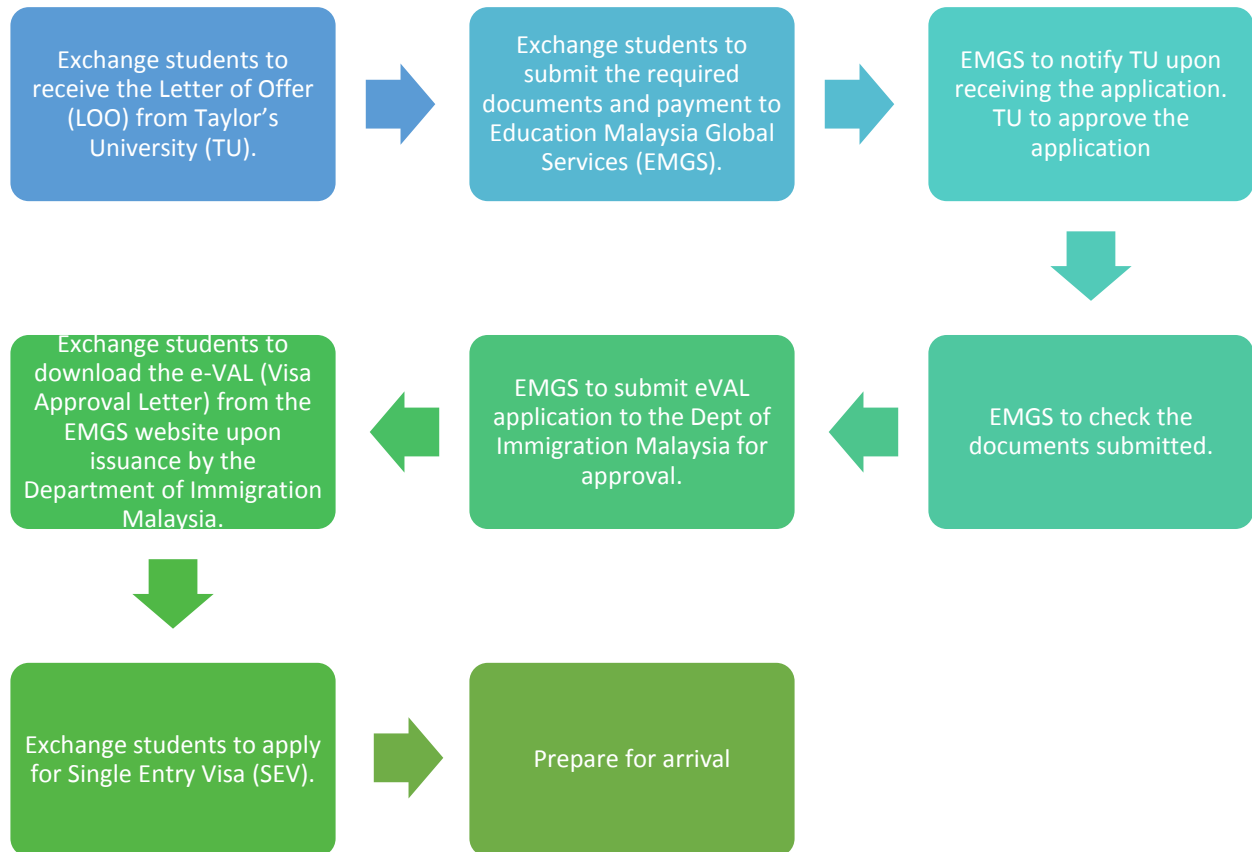 Exchange students to
receive the Letter of Offer
(LOO) from Taylor’s
University (TU).
Exchange students to
submit the required
documents and payment to
Education Malaysia Global
Services (EMGS).
EMGS to notify TU upon
receiving the application.
TU to approve the
application
EMGS to check the
documents submitted.
EMGS to submit eVAL
application to the Dept of
Immigration Malaysia for
approval.
Exchange students to
download the e-VAL (Visa
Approval Letter) from the
EMGS website upon
issuance by the
Department of Immigration
Malaysia.
Exchange students to apply
for Single Entry Visa (SEV).
Prepare for arrival